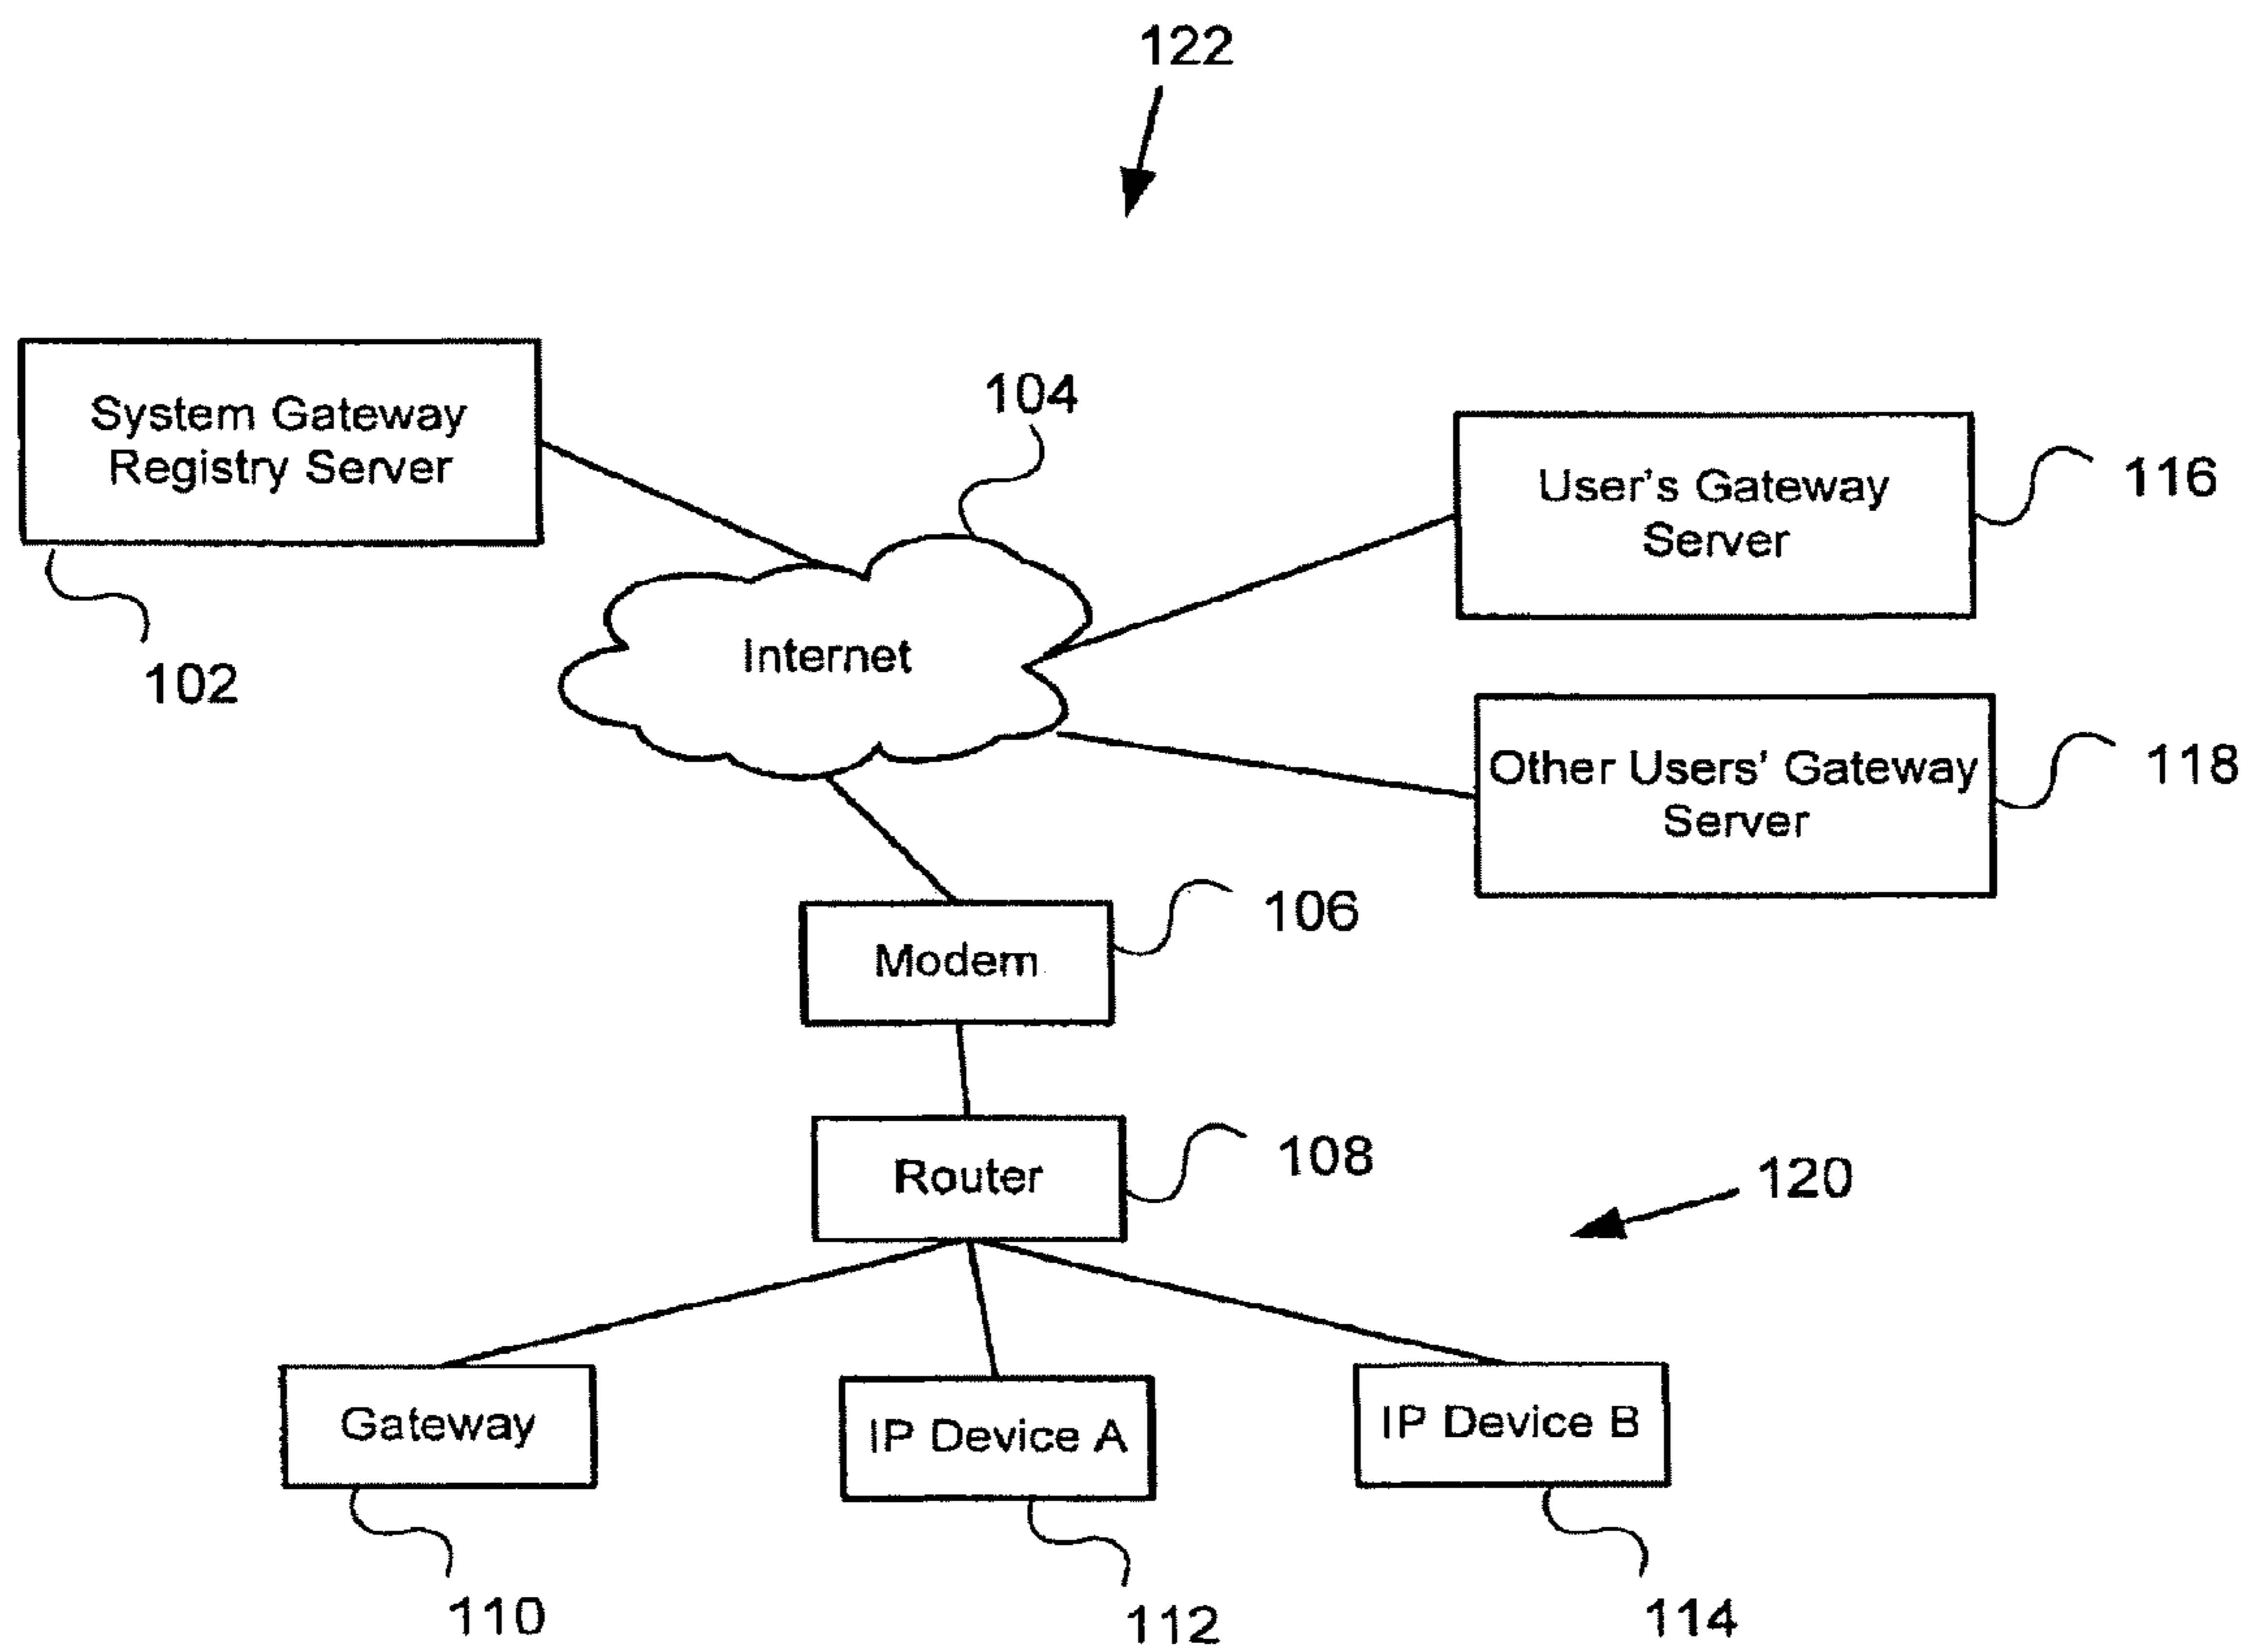 122
System Gateway
Registry Server
102
104
Internet
User's Gateway
Server
116
Other Users' Gateway
Server
118
Modem
106
Router
108
120
Gateway
110
IP Device A
112
IP Device B
114